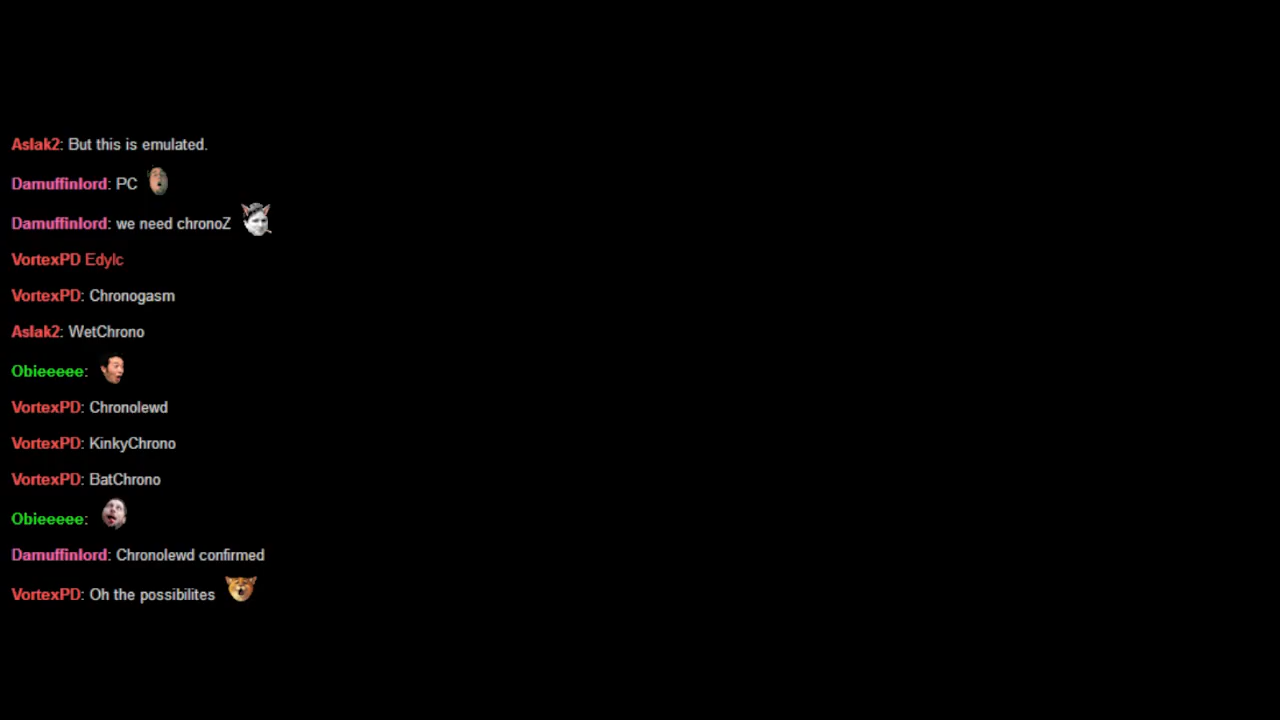 Aslak2: But this is emulated.
Damuffinlord: PC
Damuffinlord: we need chronoZ
VortexPD Edylc
VortexPD: Chronogasm
Aslak2: WetChrono
Obieeeee:
VortexPD: Chronolewd
VortexPD: KinkyChrono
VortexPD: BatChrono
Obieeeee:
Damuffinlord: Chronolewd confirmed
VortexPD: Oh the possibilites